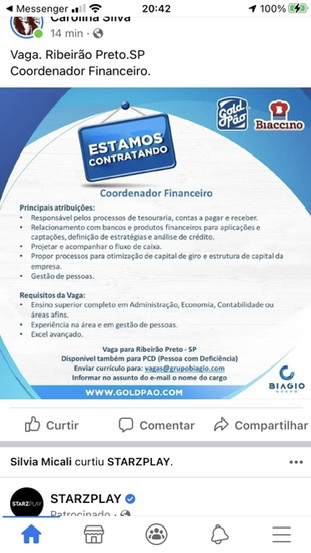 Messenger
20:42
100%
Carolina Silva
14 min ·
Vaga. Ribeirão Preto.SP
Coordenador Financeiro.
Gold Pão
Biaccino
ESTAMOS
CONTRATANDO
Coordenador Financeiro
Principais atribuições:
• Responsável pelos processos de tesouraria, contas a pagar e receber.
• Relacionamento com bancos e produtos financeiros para aplicações e
captações, definição de estratégias e análise de crédito.
• Projetar e acompanhar o fluxo de caixa.
• Propor processos para otimização de capital de giro e estrutura de capital da
empresa.
• Gestão de pessoas.
Requisitos da Vaga:
• Ensino superior completo em Administração, Economia, Contabilidade ou
áreas afins.
• Experiência na área e em gestão de pessoas.
• Excel avançado.
Vaga para Ribeirão Preto - SP
Disponível também para PCD (Pessoa com Deficiência)
Enviar currículo para: vagas@grupobiagio.com
Informar no assunto do e-mail o nome do cargo
BIAGIO
GRUPO
WWW.GOLDPAO.COM
Curtir
Comentar
Compartilhar
Silvia Micali curtiu STARZPLAY.
STARZPLAY
STARZPLAY
Patrocinado ·